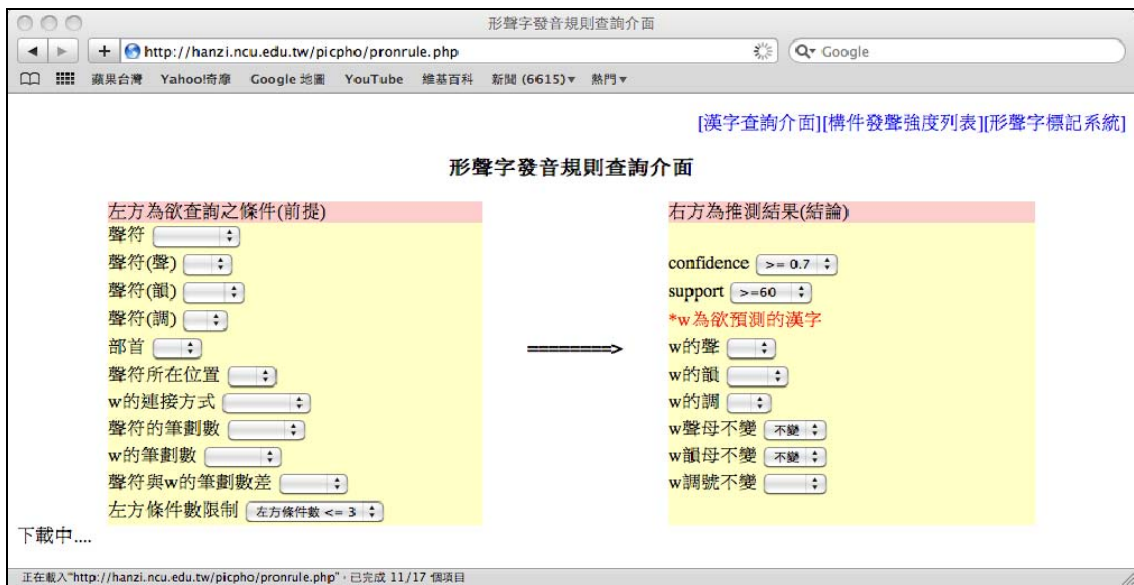 形聲字發音規則查詢介面
http://hanzi.ncu.edu.tw/picpho/pronrule.php Google
蘋果台灣 Yahoo!奇摩 Google 地圖 YouTube 維基百科 新聞 (6615)▾ 熱門▾
[漢字查詢介面][構件發聲強度列表][形聲字標記系統]
形聲字發音規則查詢介面
左方為欲查詢之條件(前提)
聲符
聲符(聲)
聲符(韻)
聲符(調)
部首
聲符所在位置
w的連接方式
聲符的筆劃數
w的筆劃數
聲符與w的筆劃數差
左方條件數限制 左方條件數 <= 3
========>
右方為推測結果(結論)
confidence >= 0.7
support >=60
*w為欲預測的漢字
w的聲
w的韻
w的調
w聲母不變 不變
w韻母不變 不變
w調號不變
下載中....
正在載入"http://hanzi.ncu.edu.tw/picpho/pronrule.php"，已完成 11/17 個項目